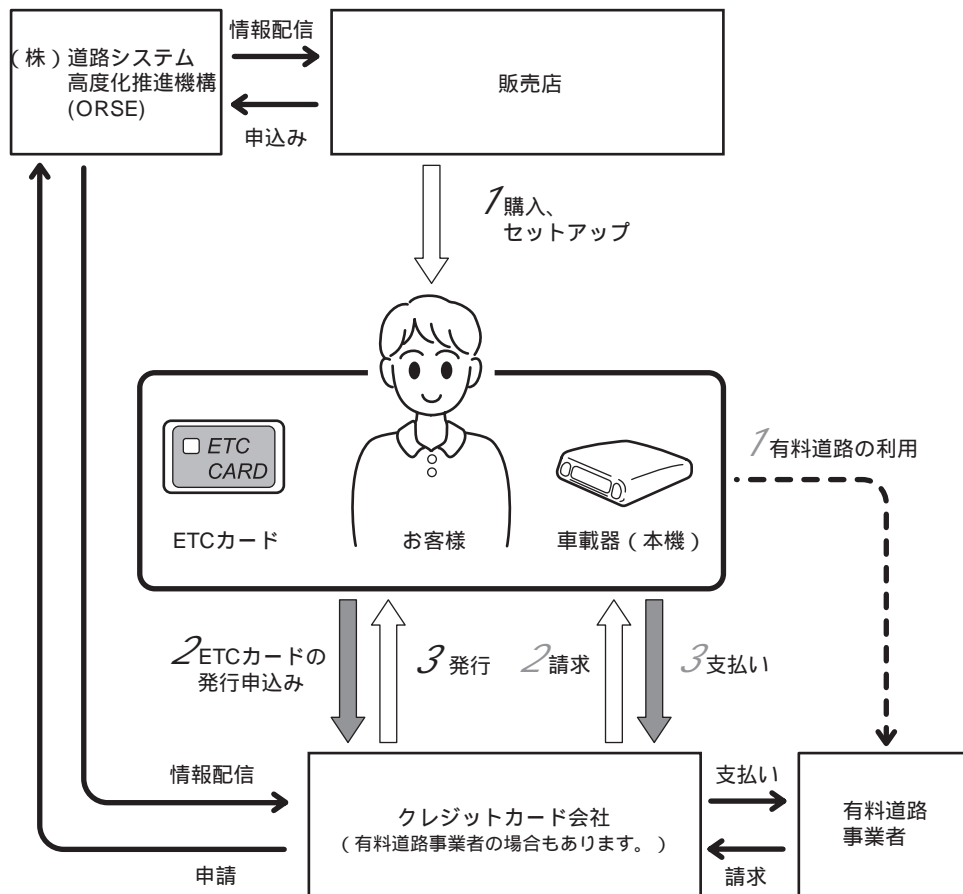 （株）道路システム
高度化推進機構
(ORSE)
情報配信
申込み
販売店
1購入、
セットアップ
ETC
CARD
ETCカード
お客様
車載器（本機）
1有料道路の利用
2ETCカードの
発行申込み
3発行
2請求
3支払い
情報配信
申請
クレジットカード会社
（有料道路事業者の場合もあります。）
支払い
請求
有料道路
事業者